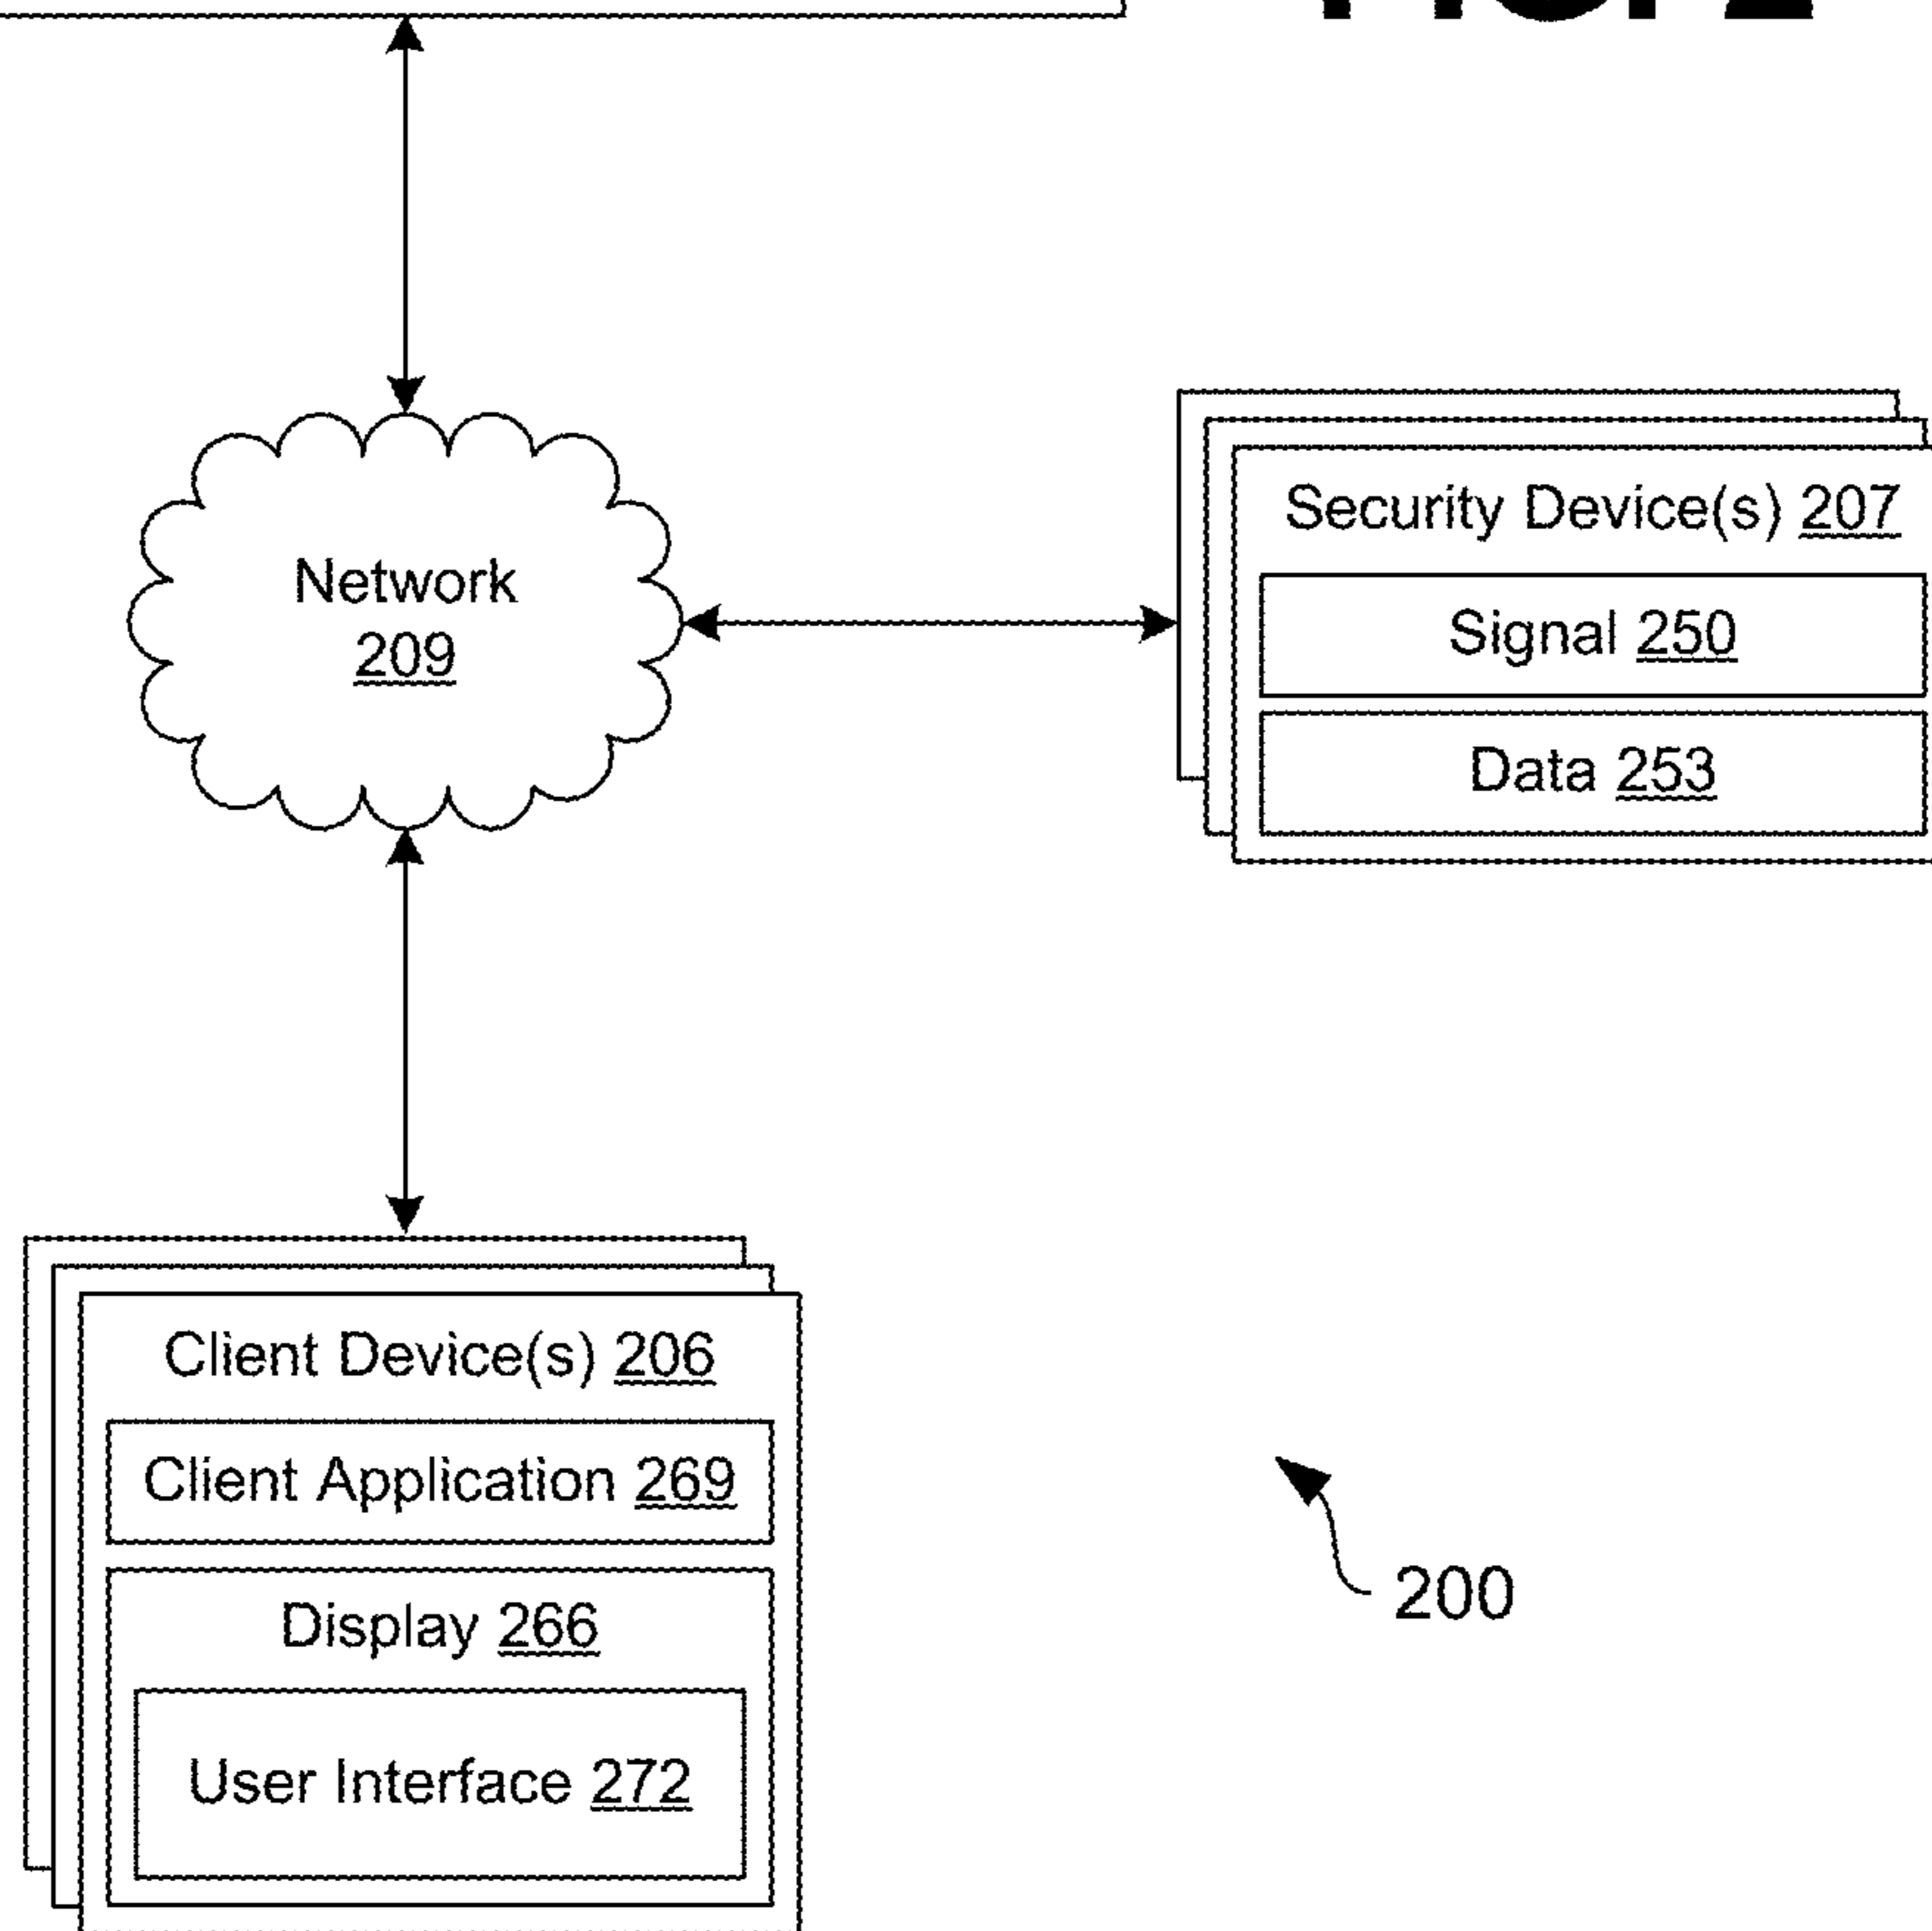 Network
209
Security Device(s) 207
Signal 250
Data 253
Client Device(s) 206
Client Application 269
Display 266
User Interface 272
200